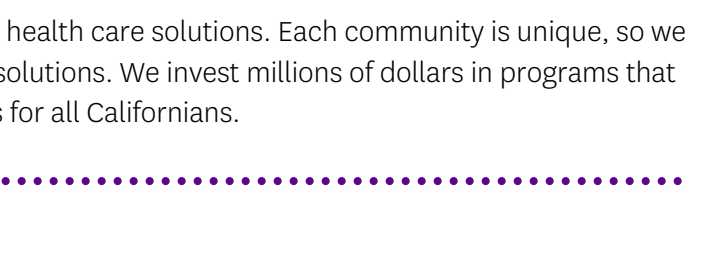 health care solutions. Each community is unique, so we
solutions. We invest millions of dollars in programs that
for all Californians.